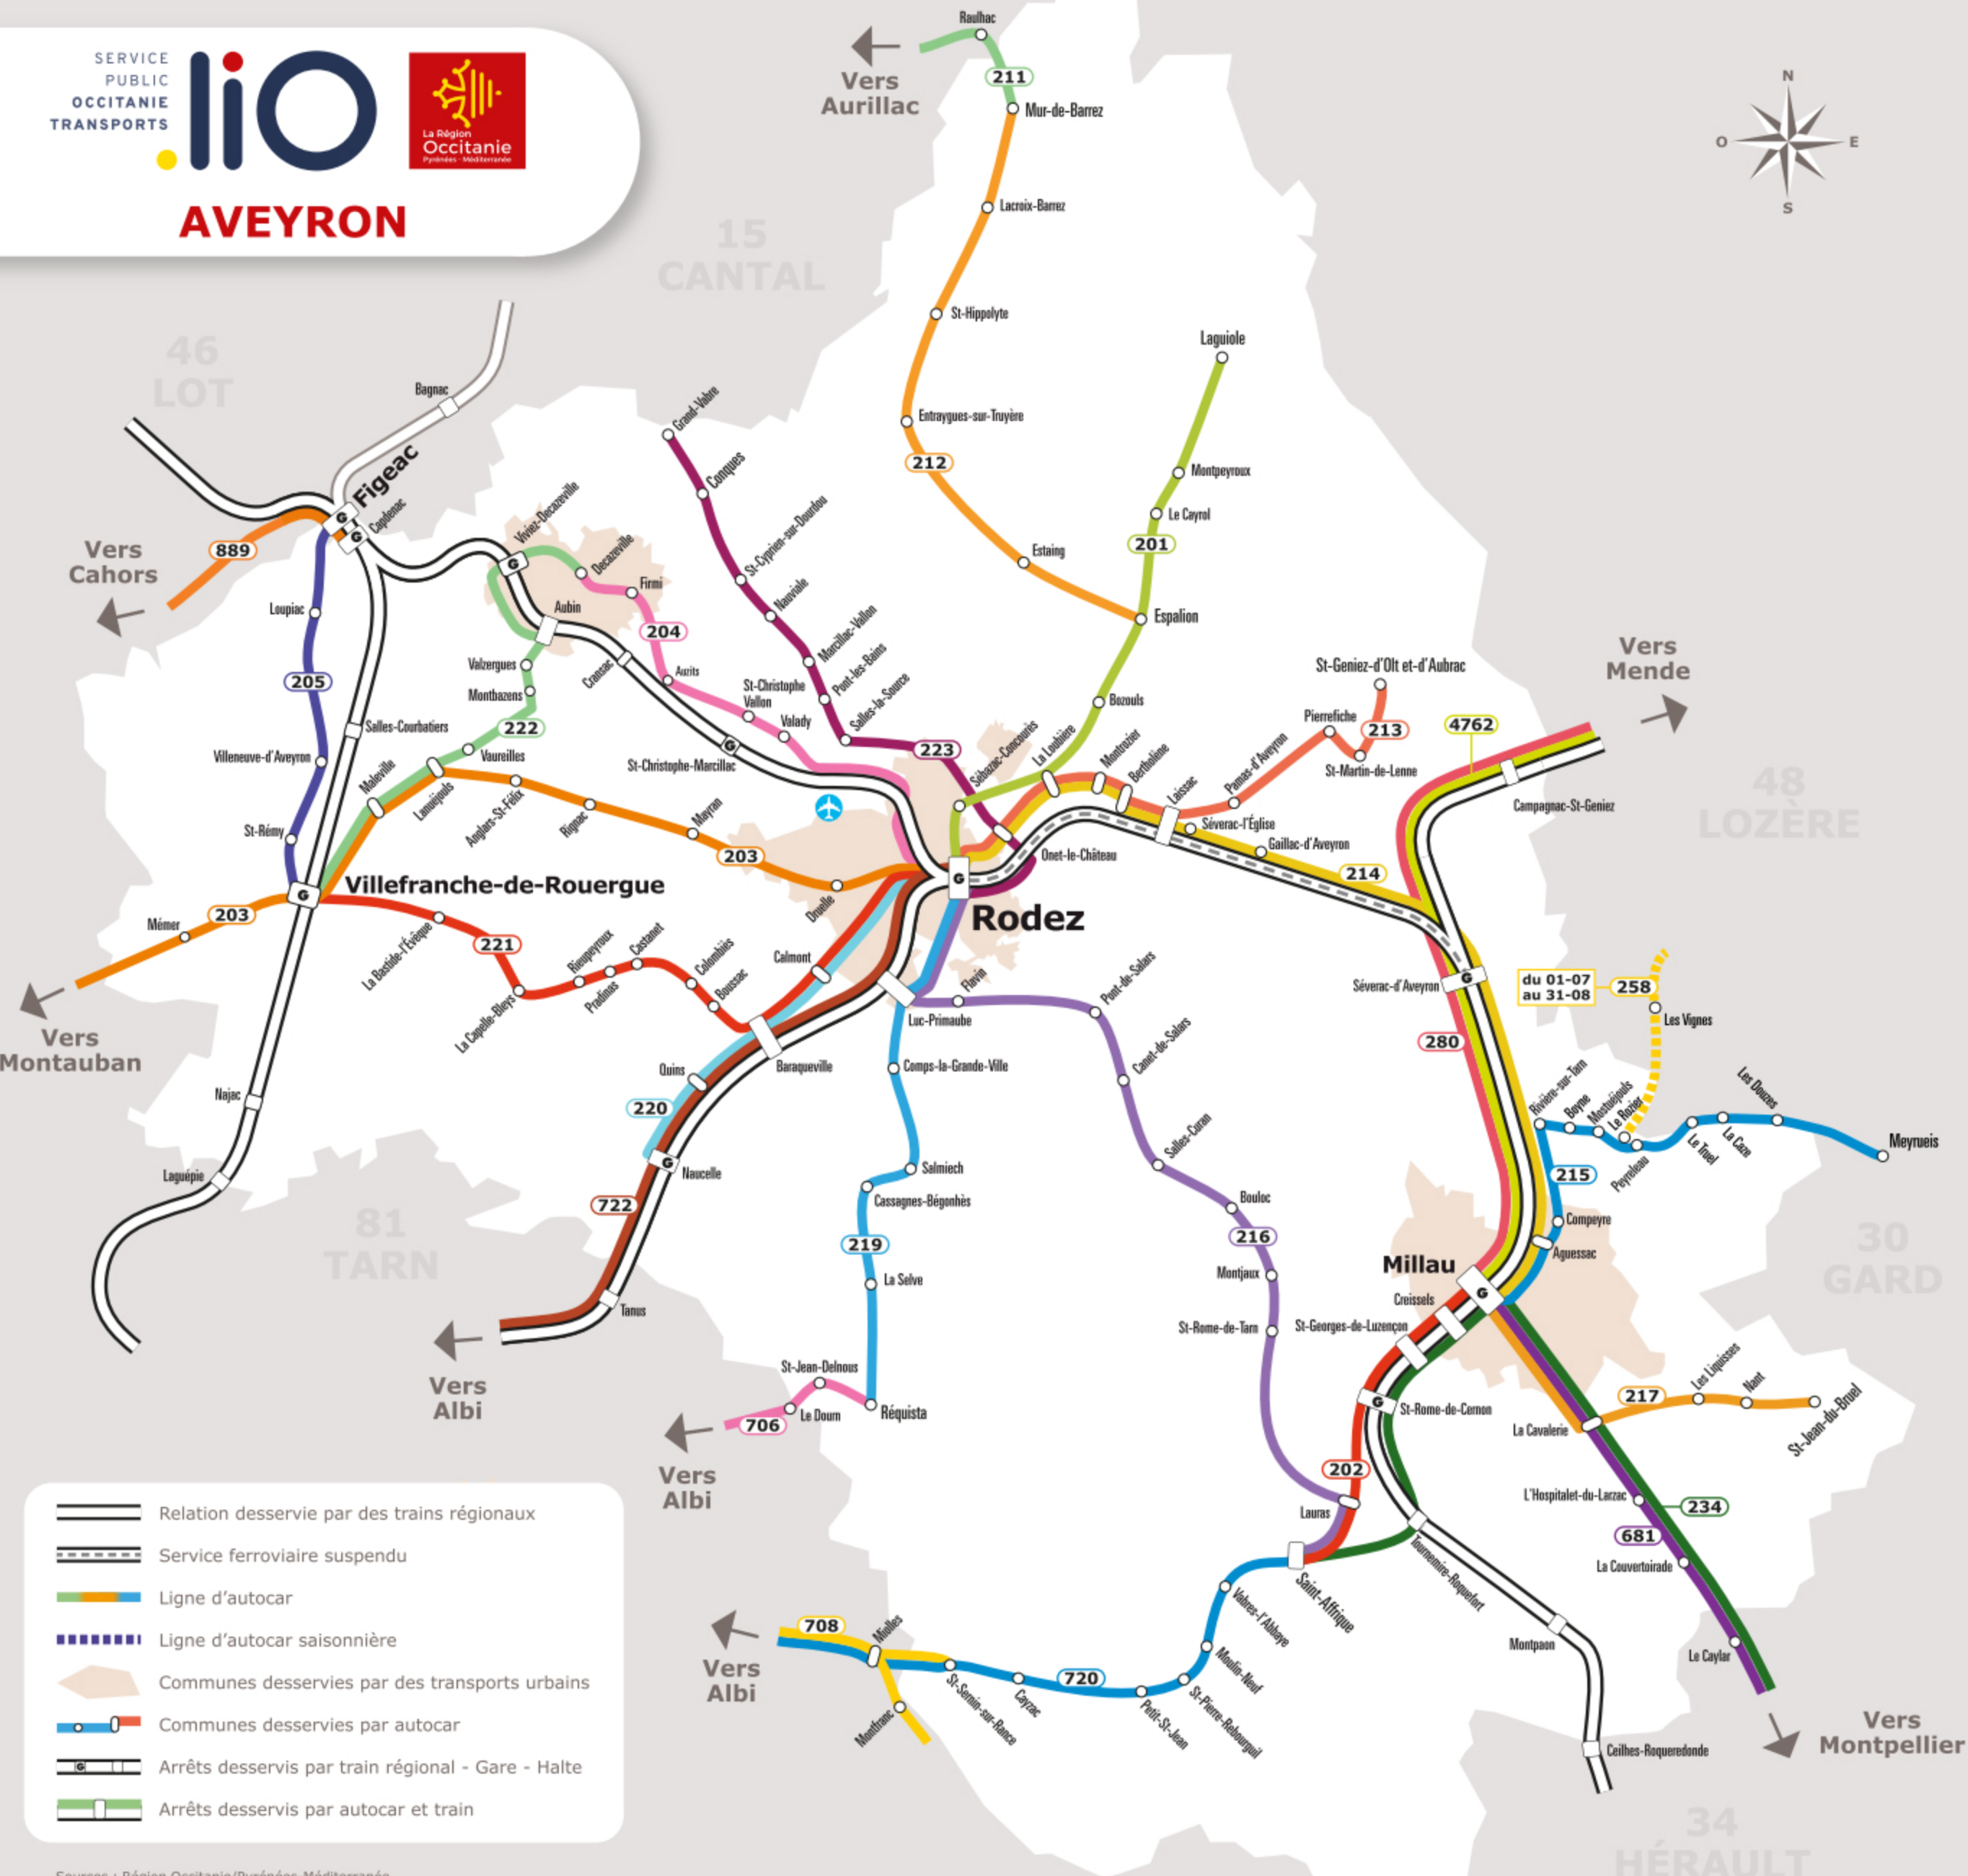 SERVICE
PUBLIC
OCCITANIE
TRANSPORTS
.liO
La Région
Occitanie
Pyrénées - Méditerranée
AVEYRON
N
O
E
S
15
CANTAL
46
LOT
48
LOZÈRE
30
GARD
34
HÉRAULT
81
TARN
Vers
Aurillac
Raulhac
211
Mur-de-Barrez
Lacroix-Barrez
St-Hippolyte
Entraygues-sur-Truyère
212
Estaing
Espalion
Laguiole
Montpeyroux
Le Cayrol
201
Bozouls
La Loubière
Sébazac-Concourès
Bagnac
Figeac
G
Capdenac
G
889
Vers
Cahors
Loupiac
205
Villeneuve-d'Aveyron
St-Rémy
Salles-Courbatiers
Viviez-Decazeville
G
Decazeville
Firmi
204
Aubin
Cransac
Auzits
St-Christophe
Vallon
Valady
St-Christophe-Marcillac
G
Valzergues
Montbazens
222
Vaureilles
Lanuéjouls
Maleville
Grand-Vabre
Conques
St-Cyprien-sur-Dourdou
Nauviale
Marcillac-Vallon
Pont-les-Bains
Salles-la-Source
223
Montrozier
Bertholène
Laissac
Pamas-d'Aveyron
Pierrefiche
213
St-Martin-de-Lenne
St-Geniez-d'Olt et-d'Aubrac
4762
Vers
Mende
Campagnac-St-Geniez
Séverac-l'Église
Gaillac-d'Aveyron
214
Onet-le-Château
G
Rodez
Anglars-St-Félix
Rignac
Mayran
203
Druelle
G
Villefranche-de-Rouergue
203
Mémer
Vers
Montauban
La Bastide-l'Évêque
221
La Capelle-Bleys
Rieupeyroux
Pradinas
Castanet
Colombiès
Boussac
Calmont
Baraqueville
Quins
220
G
Naucelle
722
Tanus
Vers
Albi
Najac
Laguépie
Luc-Primaube
Flavin
Pont-de-Salars
Canet-de-Salars
Salles-Curan
Bouloc
216
Montjaux
St-Rome-de-Tarn
Comps-la-Grande-Ville
Salmiech
Cassagnes-Bégonhès
219
La Selve
Réquista
St-Jean-Delnous
Le Dourn
706
Vers
Albi
Séverac-d'Aveyron
G
280
du 01-07
au 31-08
258
Les Vignes
Rivière-sur-Tarn
Boyne
Mostuéjouls
Le Rozier
Peyreleau
Le Truel
La Caze
Les Douzes
Meyrueis
215
Compeyre
Aguessac
Millau
G
Creissels
St-Georges-de-Luzençon
G
St-Rome-de-Cernon
202
Lauras
Saint-Affrique
Tournemire-Roquefort
Montpaon
Ceilhes-Roqueredonde
217
Les Liquisses
Nant
St-Jean-du-Bruel
La Cavalerie
L'Hospitalet-du-Larzac
234
681
La Couvertoirade
Le Caylar
Vers
Montpellier
Vabres-l'Abbaye
Moulin-Neuf
St-Pierre-Rebourguil
Petit-St-Jean
720
Cayzac
St-Sernin-sur-Rance
Miolles
708
Montfranc
Vers
Albi
Relation desservie par des trains régionaux
Service ferroviaire suspendu
Ligne d'autocar
Ligne d'autocar saisonnière
Communes desservies par des transports urbains
Communes desservies par autocar
G
Arrêts desservis par train régional - Gare - Halte
Arrêts desservis par autocar et train
Sources : Région Occitanie/Pyrénées-Méditerranée